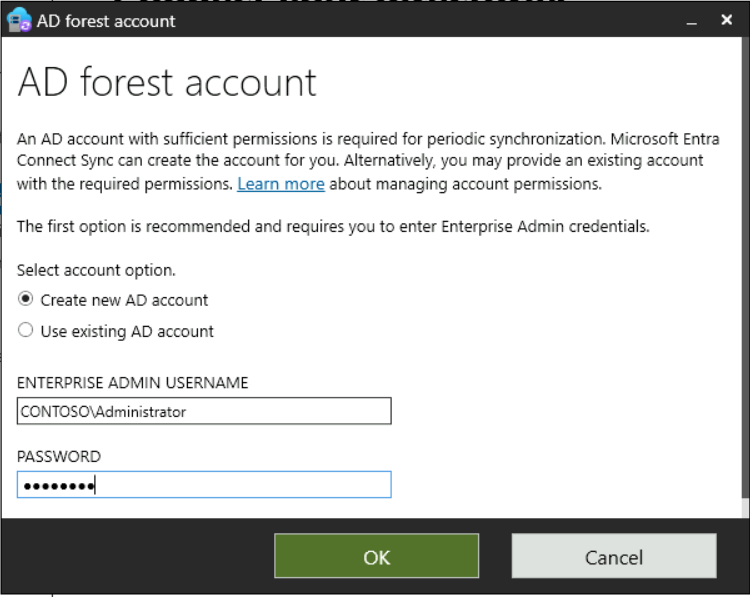 AD forest account
AD forest account
An AD account with sufficient permissions is required for periodic synchronization. Microsoft Entra
Connect Sync can create the account for you. Alternatively, you may provide an existing account
with the required permissions. Learn more about managing account permissions.
The first option is recommended and requires you to enter Enterprise Admin credentials.
Select account option.
Create new AD account
Use existing AD account
ENTERPRISE ADMIN USERNAME
CONTOSO\Administrator
PASSWORD
●●●●●●●●
OK
Cancel